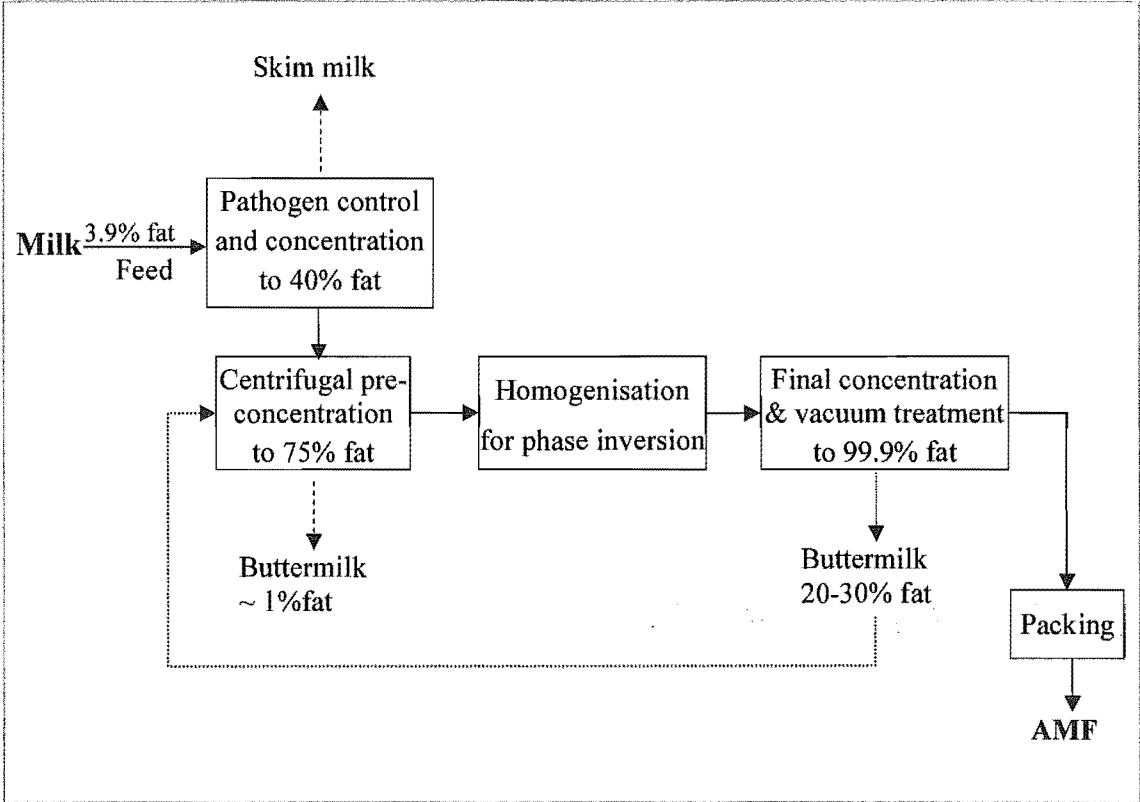 Skim milk
Pathogen control
and concentration
to 40% fat
Milk 3.9% fat
Feed
Centrifugal pre-
concentration
to 75% fat
Homogenisation
for phase inversion
Final concentration
& vacuum treatment
to 99.9% fat
Buttermilk
~ 1%fat
Buttermilk
20-30% fat
Packing
AMF